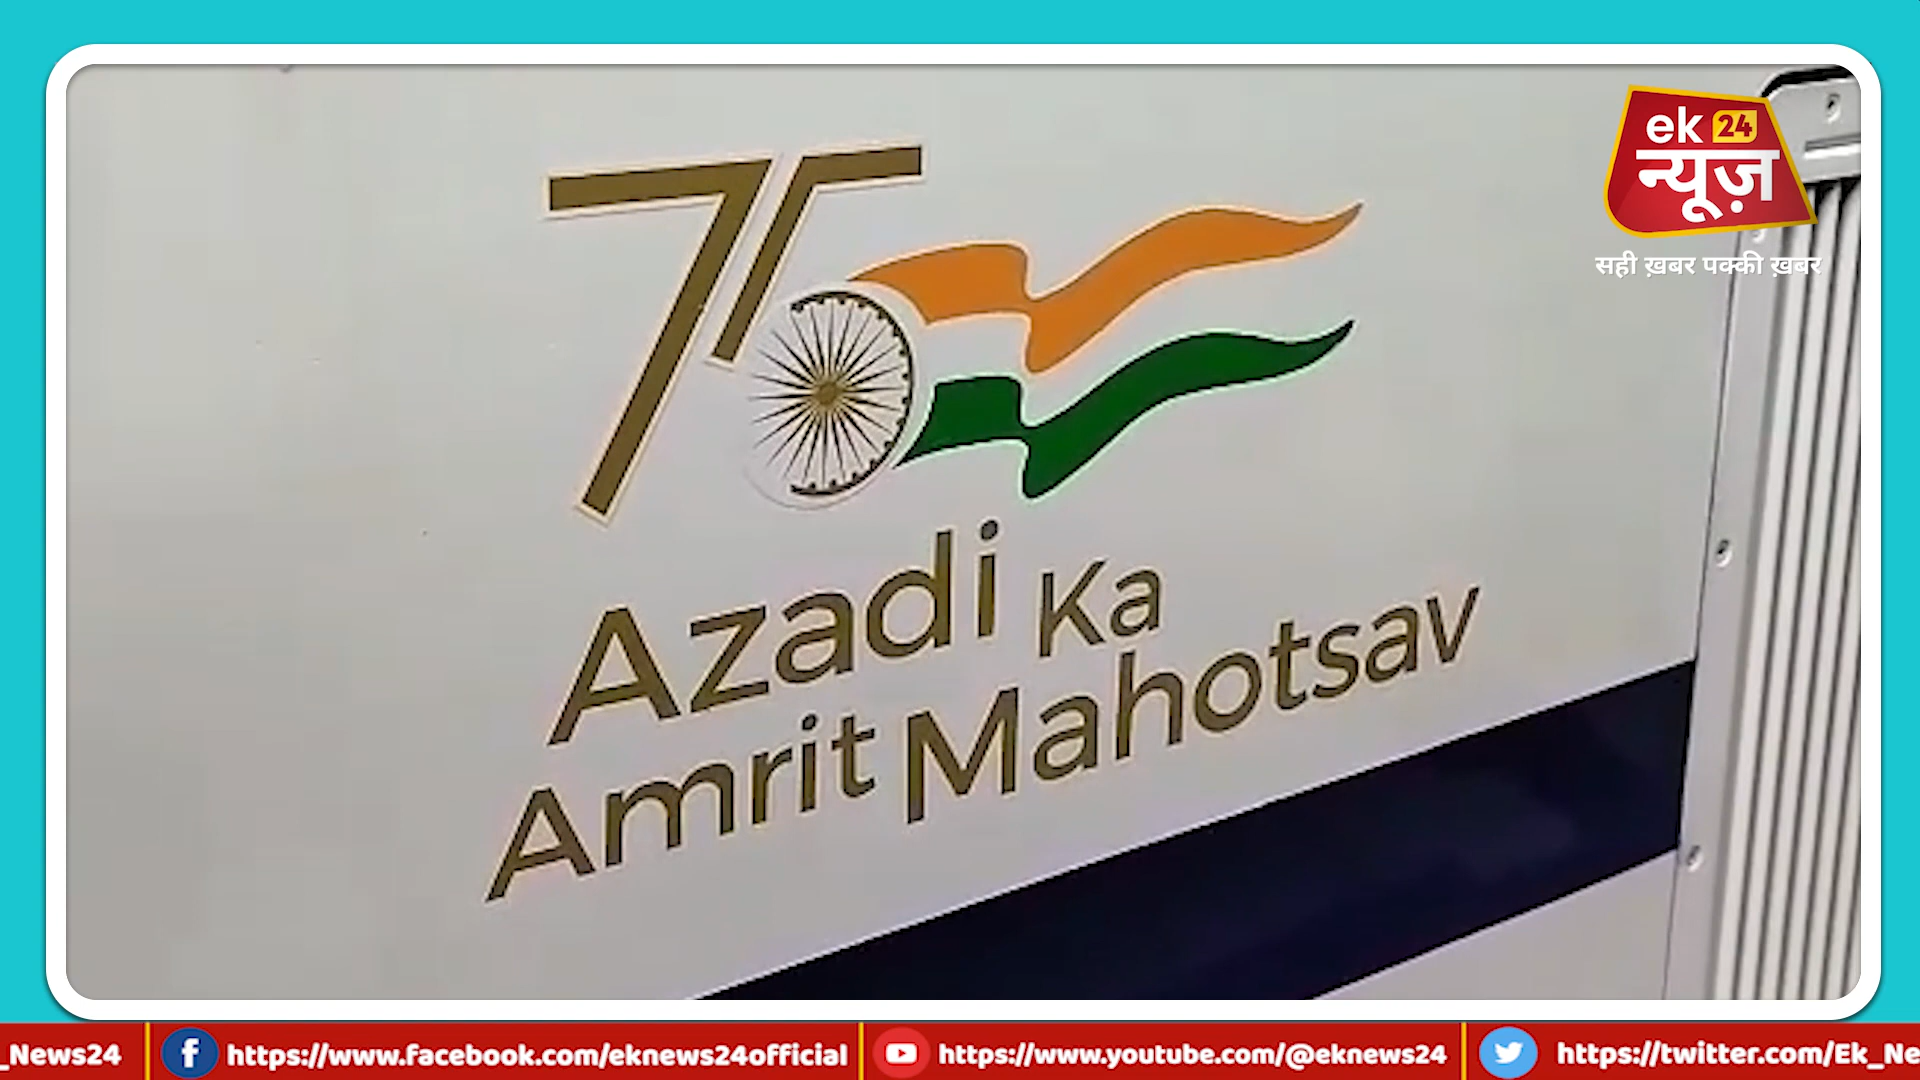 ek 24
न्यूज़
सही ख़बर पक्की ख़बर
75
Azadi Ka
Amrit Mahotsav
_News24
https://www.facebook.com/eknews24official
https://www.youtube.com/@eknews24
https://twitter.com/Ek_Ne